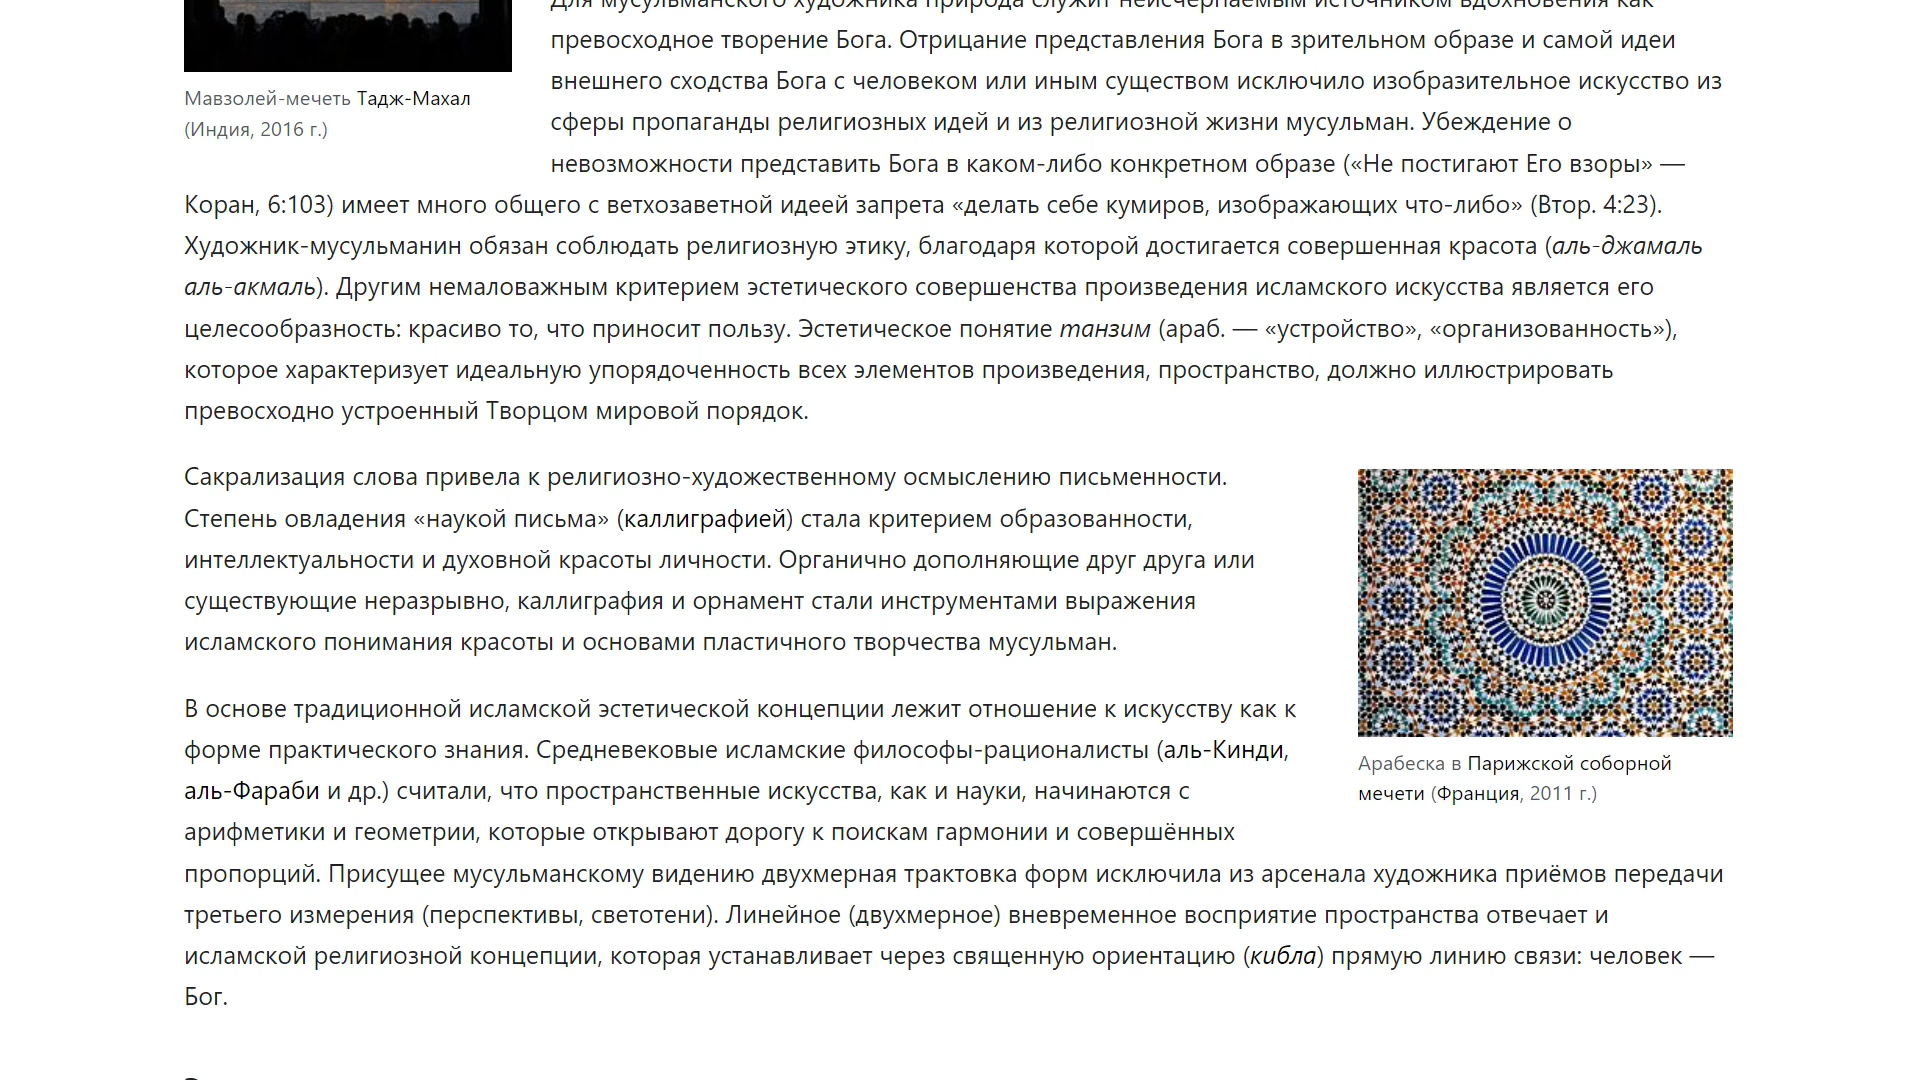 Для мусульманского художника природа служит неисчерпаемым источником вдохновения как
превосходное творение Бога. Отрицание представления Бога в зрительном образе и самой идеи
внешнего сходства Бога с человеком или иным существом исключило изобразительное искусство из
сферы пропаганды религиозных идей и из религиозной жизни мусульман. Убеждение о
невозможности представить Бога в каком-либо конкретном образе («Не постигают Его взоры» —
Мавзолей-мечеть Тадж-Махал
(Индия, 2016 г.)
Коран, 6:103) имеет много общего с ветхозаветной идеей запрета «делать себе кумиров, изображающих что-либо» (Втор. 4:23).
Художник-мусульманин обязан соблюдать религиозную этику, благодаря которой достигается совершенная красота (аль-джамаль
аль-акмаль). Другим немаловажным критерием эстетического совершенства произведения исламского искусства является его
целесообразность: красиво то, что приносит пользу. Эстетическое понятие танзим (араб. — «устройство», «организованность»),
которое характеризует идеальную упорядоченность всех элементов произведения, пространство, должно иллюстрировать
превосходно устроенный Творцом мировой порядок.
Сакрализация слова привела к религиозно-художественному осмыслению письменности.
Степень овладения «наукой письма» (каллиграфией) стала критерием образованности,
интеллектуальности и духовной красоты личности. Органично дополняющие друг друга или
существующие неразрывно, каллиграфия и орнамент стали инструментами выражения
исламского понимания красоты и основами пластичного творчества мусульман.
Арабеска в Парижской соборной
мечети (Франция, 2011 г.)
В основе традиционной исламской эстетической концепции лежит отношение к искусству как к
форме практического знания. Средневековые исламские философы-рационалисты (аль-Кинди,
аль-Фараби и др.) считали, что пространственные искусства, как и науки, начинаются с
арифметики и геометрии, которые открывают дорогу к поискам гармонии и совершённых
пропорций. Присущее мусульманскому видению двухмерная трактовка форм исключила из арсенала художника приёмов передачи
третьего измерения (перспективы, светотени). Линейное (двухмерное) вневременное восприятие пространства отвечает и
исламской религиозной концепции, которая устанавливает через священную ориентацию (кибла) прямую линию связи: человек —
Бог.